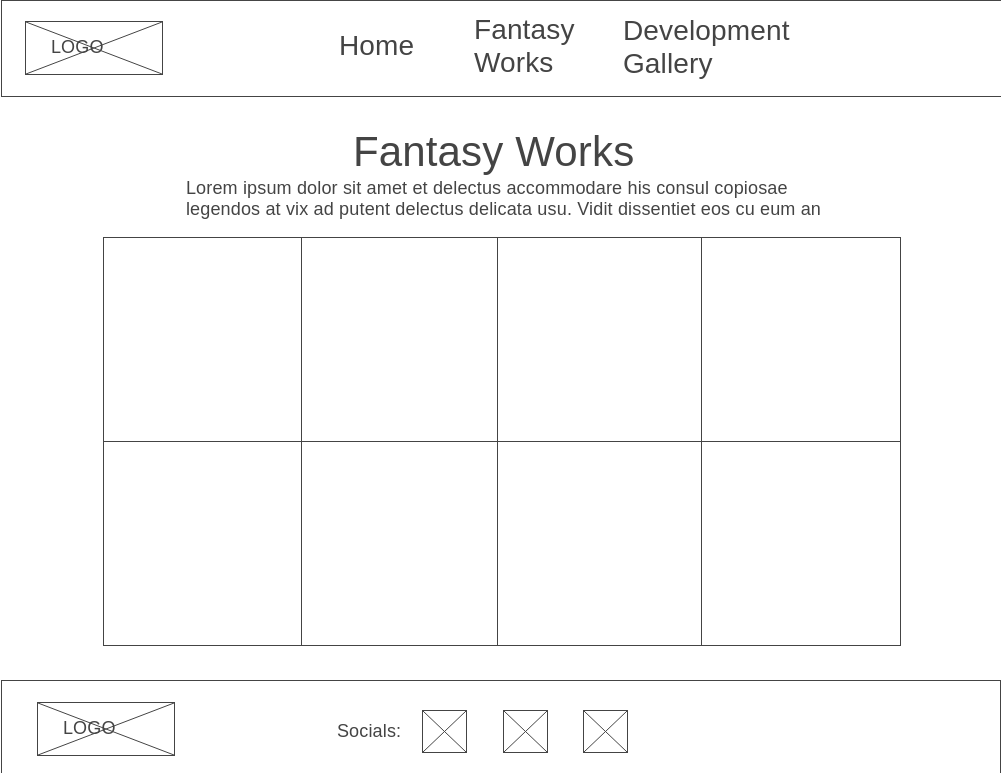 LOGO
Home
Fantasy
Works
Development
Gallery
Fantasy Works
Lorem ipsum dolor sit amet et delectus accommodare his consul copiosae
legendos at vix ad putent delectus delicata usu. Vidit dissentiet eos cu eum an
LOGO
Socials: